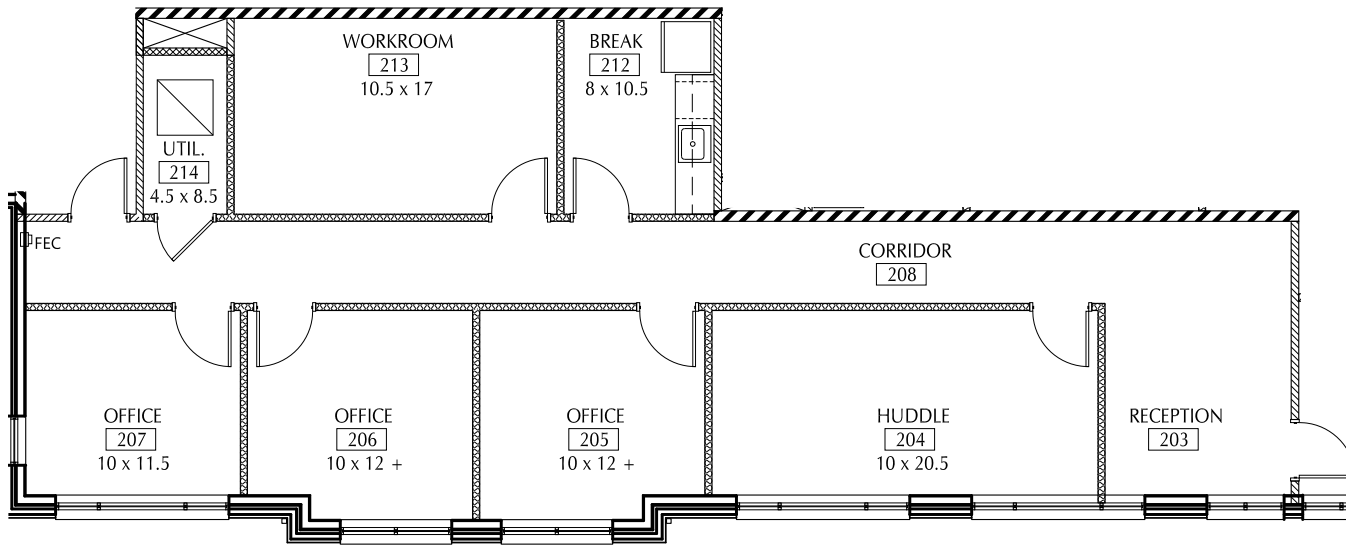 WORKROOM
213
10.5 x 17
BREAK
212
8 x 10.5
UTIL.
214
4.5 x 8.5
FEC
CORRIDOR
208
OFFICE
207
10 x 11.5
OFFICE
206
10 x 12 +
OFFICE
205
10 x 12 +
HUDDLE
204
10 x 20.5
RECEPTION
203